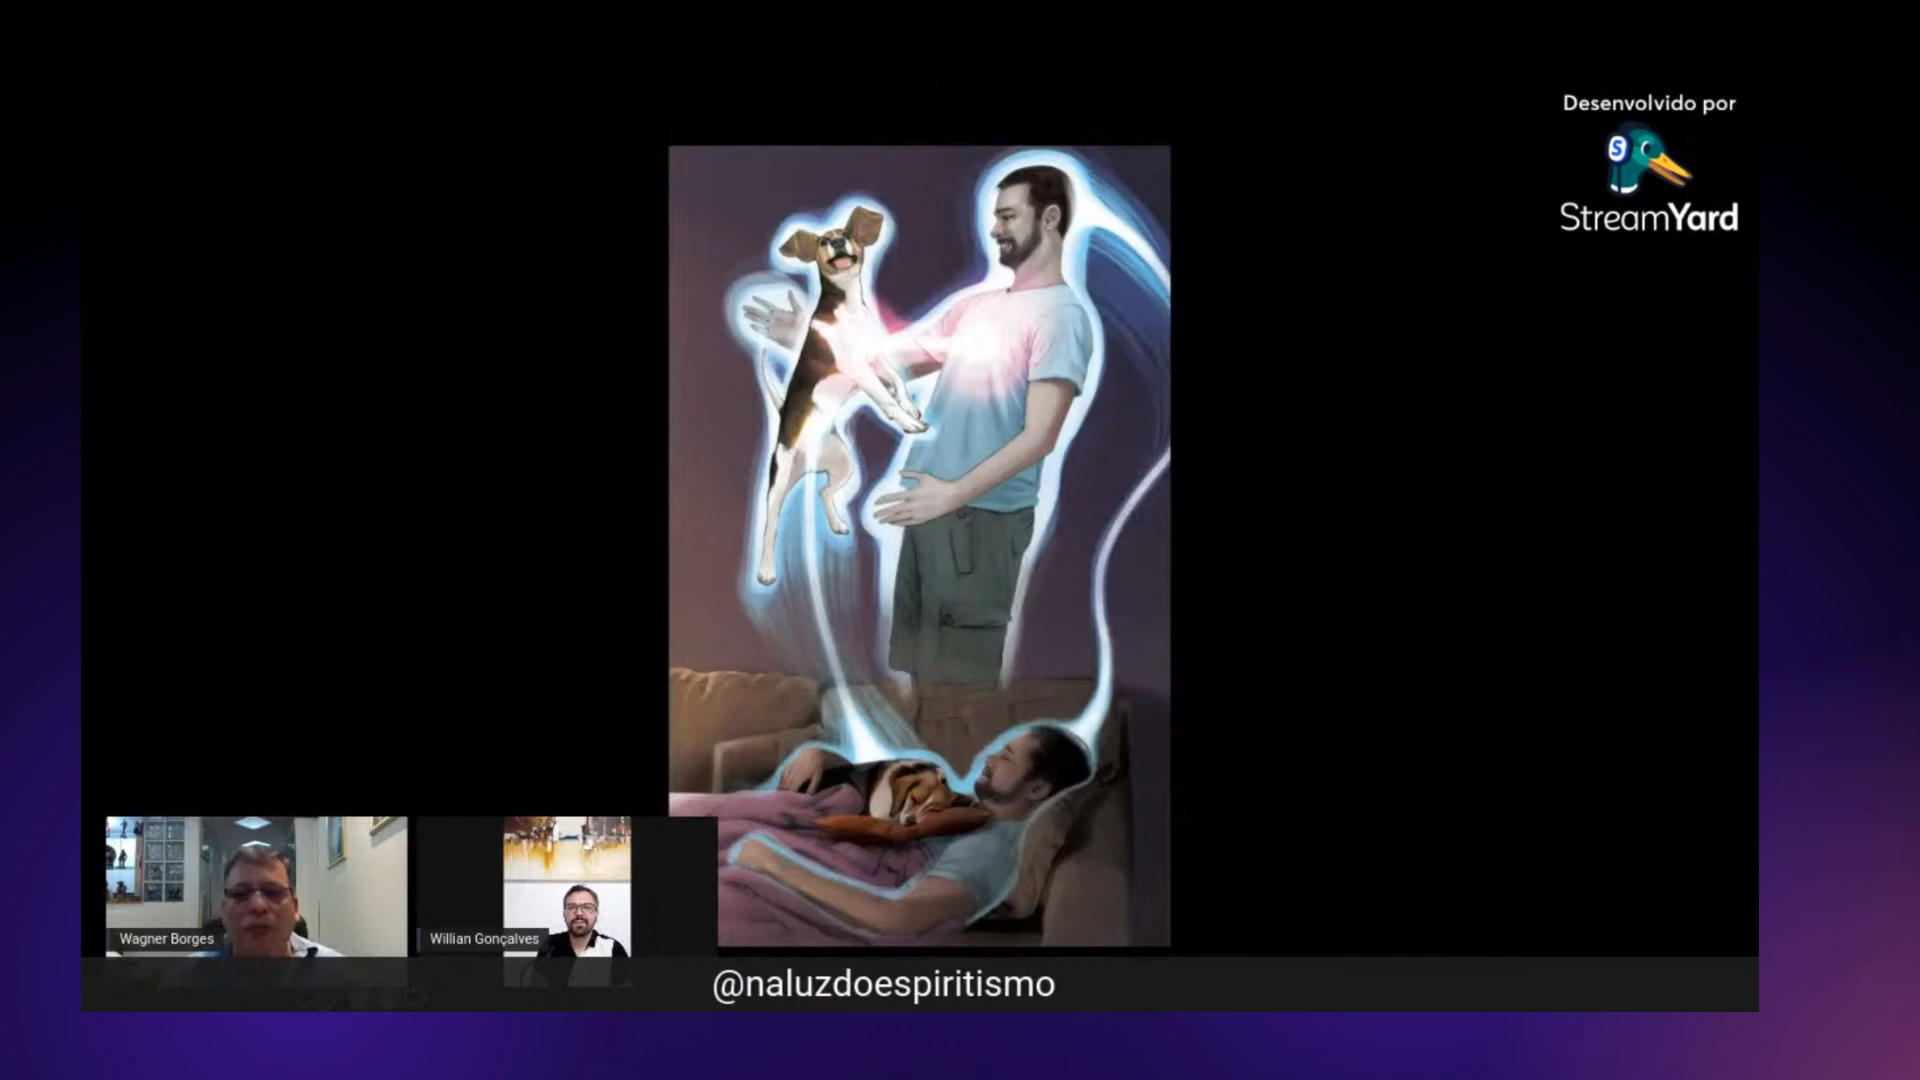 Desenvolvido por
S
StreamYard
Wagner Borges
Willian Gonçalves
@naluzdoespiritismo